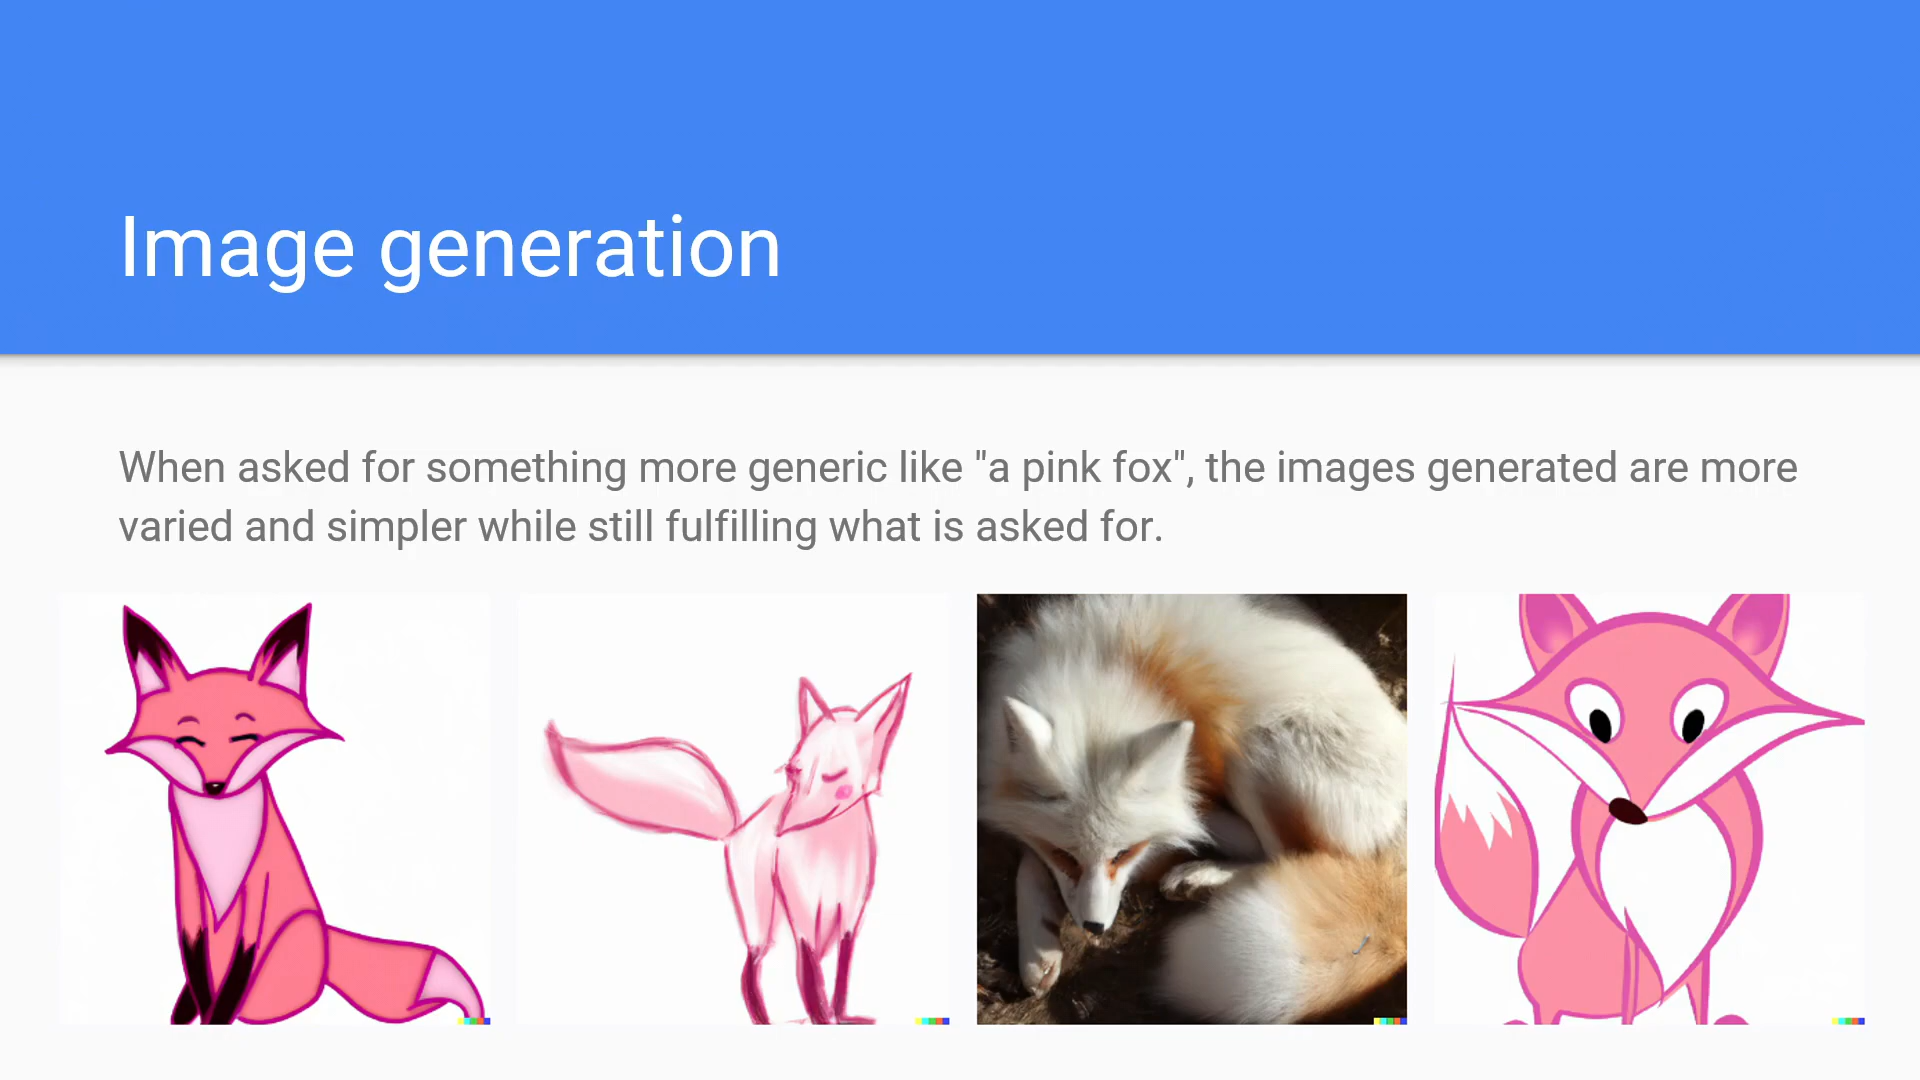 Image generation
When asked for something more generic like "a pink fox", the images generated are more
varied and simpler while still fulfilling what is asked for.